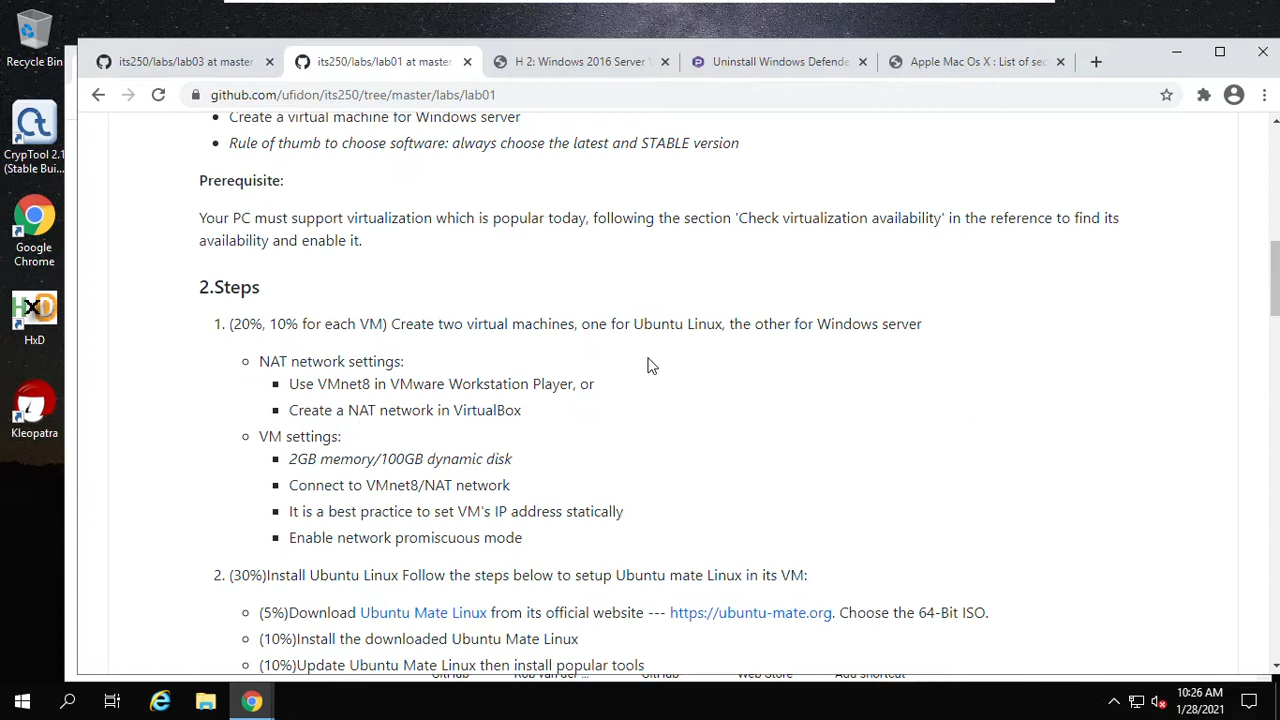 Recycle Bin
CrypTool 2.1
(Stable Bui...
Google
Chrome
HxD
Kleopatra
its250/labs/lab03 at master
its250/labs/lab01 at master
H 2: Windows 2016 Server
Uninstall Windows Defende
Apple Mac Os X : List of sec
github.com/ufidon/its250/tree/master/labs/lab01
• Create a virtual machine for Windows server
• Rule of thumb to choose software: always choose the latest and STABLE version
Prerequisite:
Your PC must support virtualization which is popular today, following the section 'Check virtualization availability' in the reference to find its
availability and enable it.
2.Steps
1. (20%, 10% for each VM) Create two virtual machines, one for Ubuntu Linux, the other for Windows server
NAT network settings:
Use VMnet8 in VMware Workstation Player, or
Create a NAT network in VirtualBox
VM settings:
2GB memory/100GB dynamic disk
Connect to VMnet8/NAT network
It is a best practice to set VM's IP address statically
Enable network promiscuous mode
2. (30%)Install Ubuntu Linux Follow the steps below to setup Ubuntu mate Linux in its VM:
(5%)Download Ubuntu Mate Linux from its official website --- https://ubuntu-mate.org. Choose the 64-Bit ISO.
(10%)Install the downloaded Ubuntu Mate Linux
(10%)Update Ubuntu Mate Linux then install popular tools
GitHub Rob van der ... GitHub Web Store Add shortcut
10:26 AM
1/28/2021